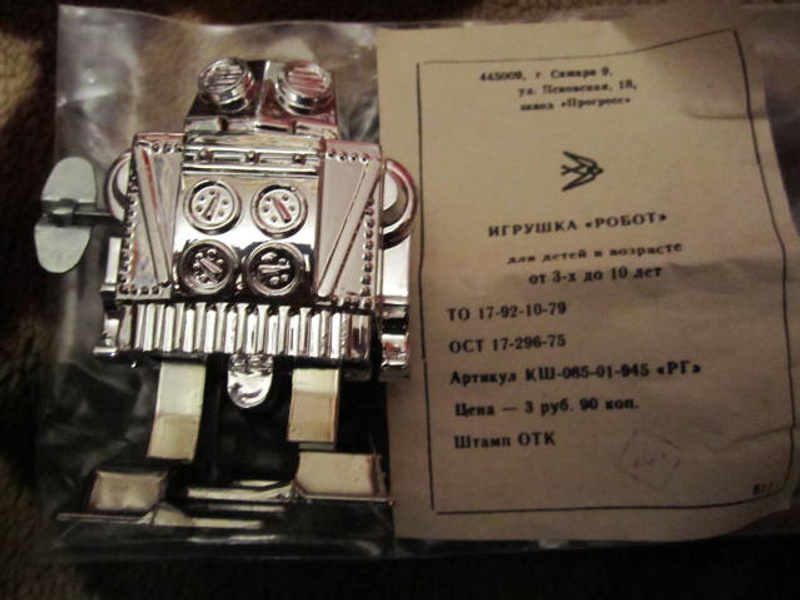 443009, г. Самара 9,
ул. Псковская, 18,
завод «Прогресс»
ИГРУШКА «РОБОТ»
для детей в возрасте
от 3-х до 10 лет
ТО 17-92-10-79
ОСТ 17-296-75
Артикул КШ-085-01-945 «РГ»
Цена — 3 руб. 90 коп.
Штамп ОТК